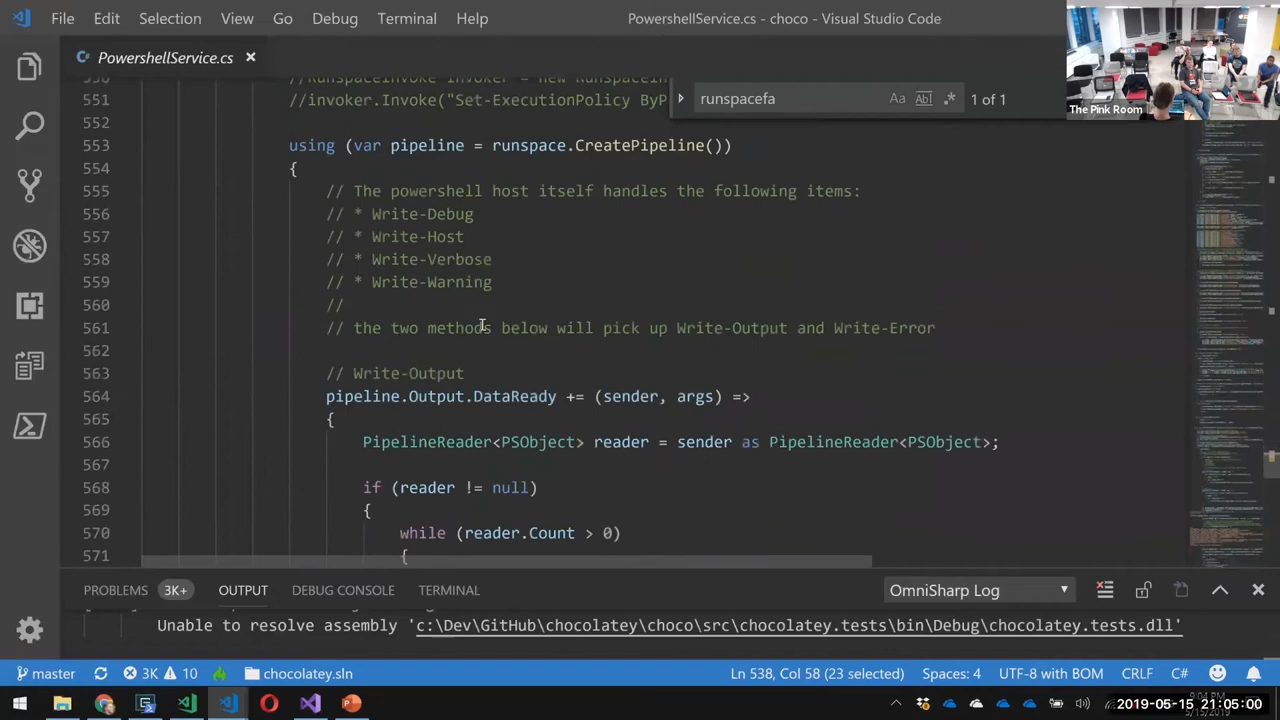 File Edit Selection View Go Debug Terminal Help PowershellService.cs - choco - Visual Studio Code
The Pink Room
PowershellService.cs
runspacefa Aa Abl .* 1 of 1
551 //invoker.Invoke("Set-ExecutionPolicy ByP
552
553 using (var pipeline = runspace.CreatePipeline())
554 {
555 // The powershell host itself handles the following items:
556 // * Write-Debug
557 // * Write-Host
558 // * Write-Verbose
559 // * Write-Warning
560 //
561 // the two methods below will pick up Write-Output and Write-Error
562
563 // Write-Output
564 pipeline.Output.DataReady += (sender, args) =>
565 {
566 PipelineReader<PSObject> reader = sender as PipelineReader<PSObject>;
567
568 if (reader != null)
569 {
570 while (reader.Count > 0)
571 {
PROBLEMS 3K+ OUTPUT DEBUG CONSOLE TERMINAL OmniSharp Log
Unable to resolve assembly 'c:\Dev\GitHub\chocolatey\choco\src\chocolatey.tests\bin\Debug\chocolatey.tests.dll'
master 3K 10 chocolatey.sln Ln 538, Col 58 (23 selected) Spaces: 4 UTF-8 with BOM CRLF C#
9:04 PM
2019-05-15 21:05:00